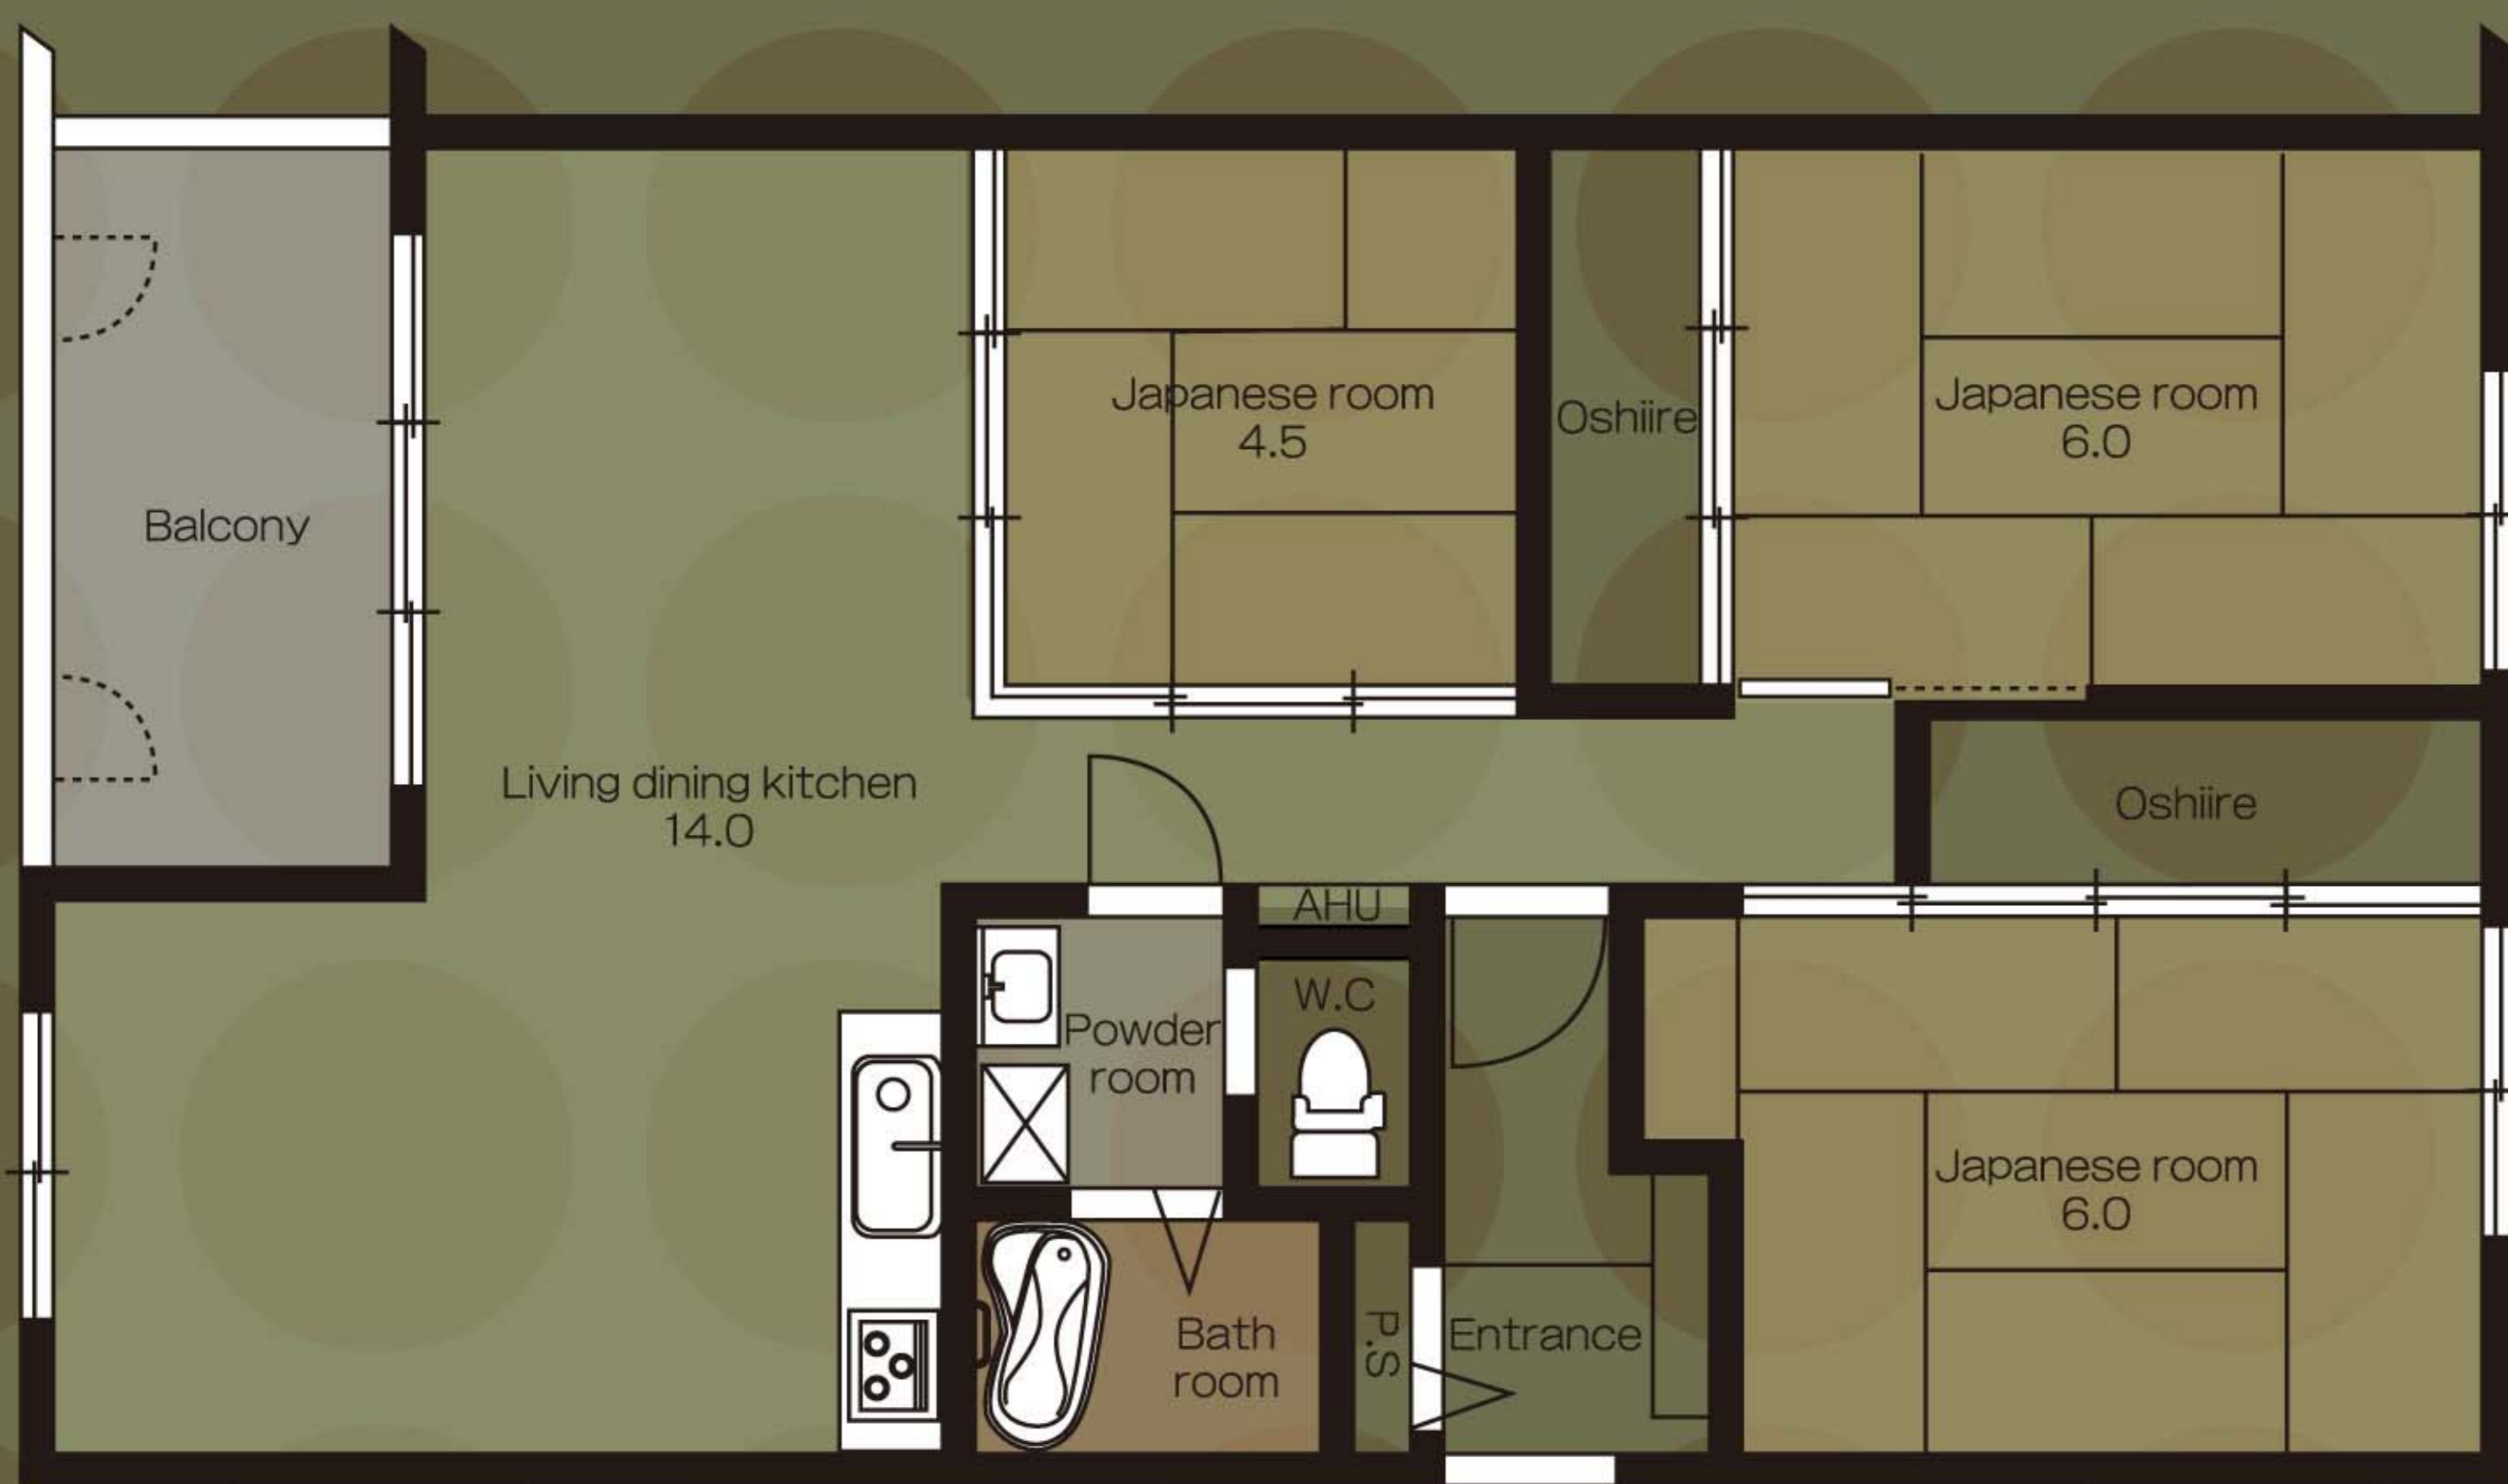 Balcony
Living dining kitchen
14.0
Japanese room
4.5
Oshiire
Japanese room
6.0
Oshiire
AHU
W.C
Powder
room
Bath
room
P.S
Entrance
Japanese room
6.0